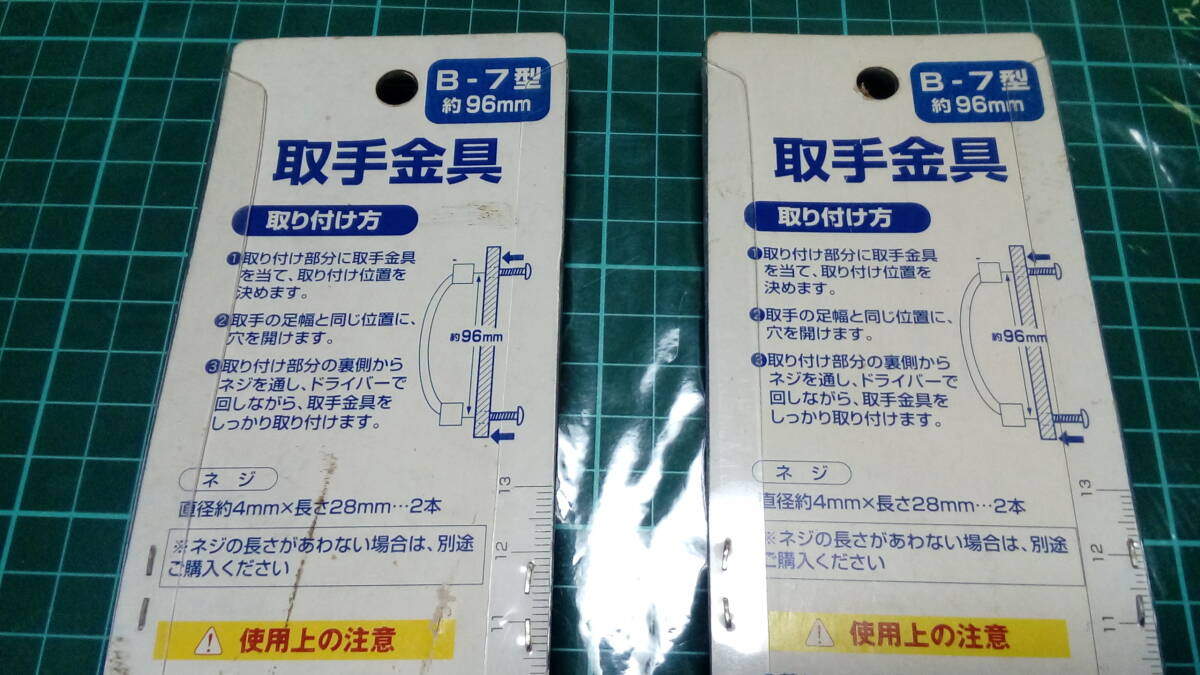 B-7型
約96mm
取手金具
取り付け方
❶取り付け部分に取手金具
を当て、取り付け位置を
決めます。
❷取手の足幅と同じ位置に、
穴を開けます。
❸取り付け部分の裏側から
ネジを通し、ドライバーで
回しながら、取手金具を
しっかり取り付けます。
約96mm
ネジ
直径約4mm×長さ28mm…2本
※ネジの長さがあわない場合は、別途
ご購入ください
13
12
11
⚠使用上の注意
B-7型
約96mm
取手金具
取り付け方
❶取り付け部分に取手金具
を当て、取り付け位置を
決めます。
❷取手の足幅と同じ位置に、
穴を開けます。
❸取り付け部分の裏側から
ネジを通し、ドライバーで
回しながら、取手金具を
しっかり取り付けます。
約96mm
ネジ
直径約4mm×長さ28mm…2本
※ネジの長さがあわない場合は、別途
ご購入ください
13
12
11
⚠使用上の注意